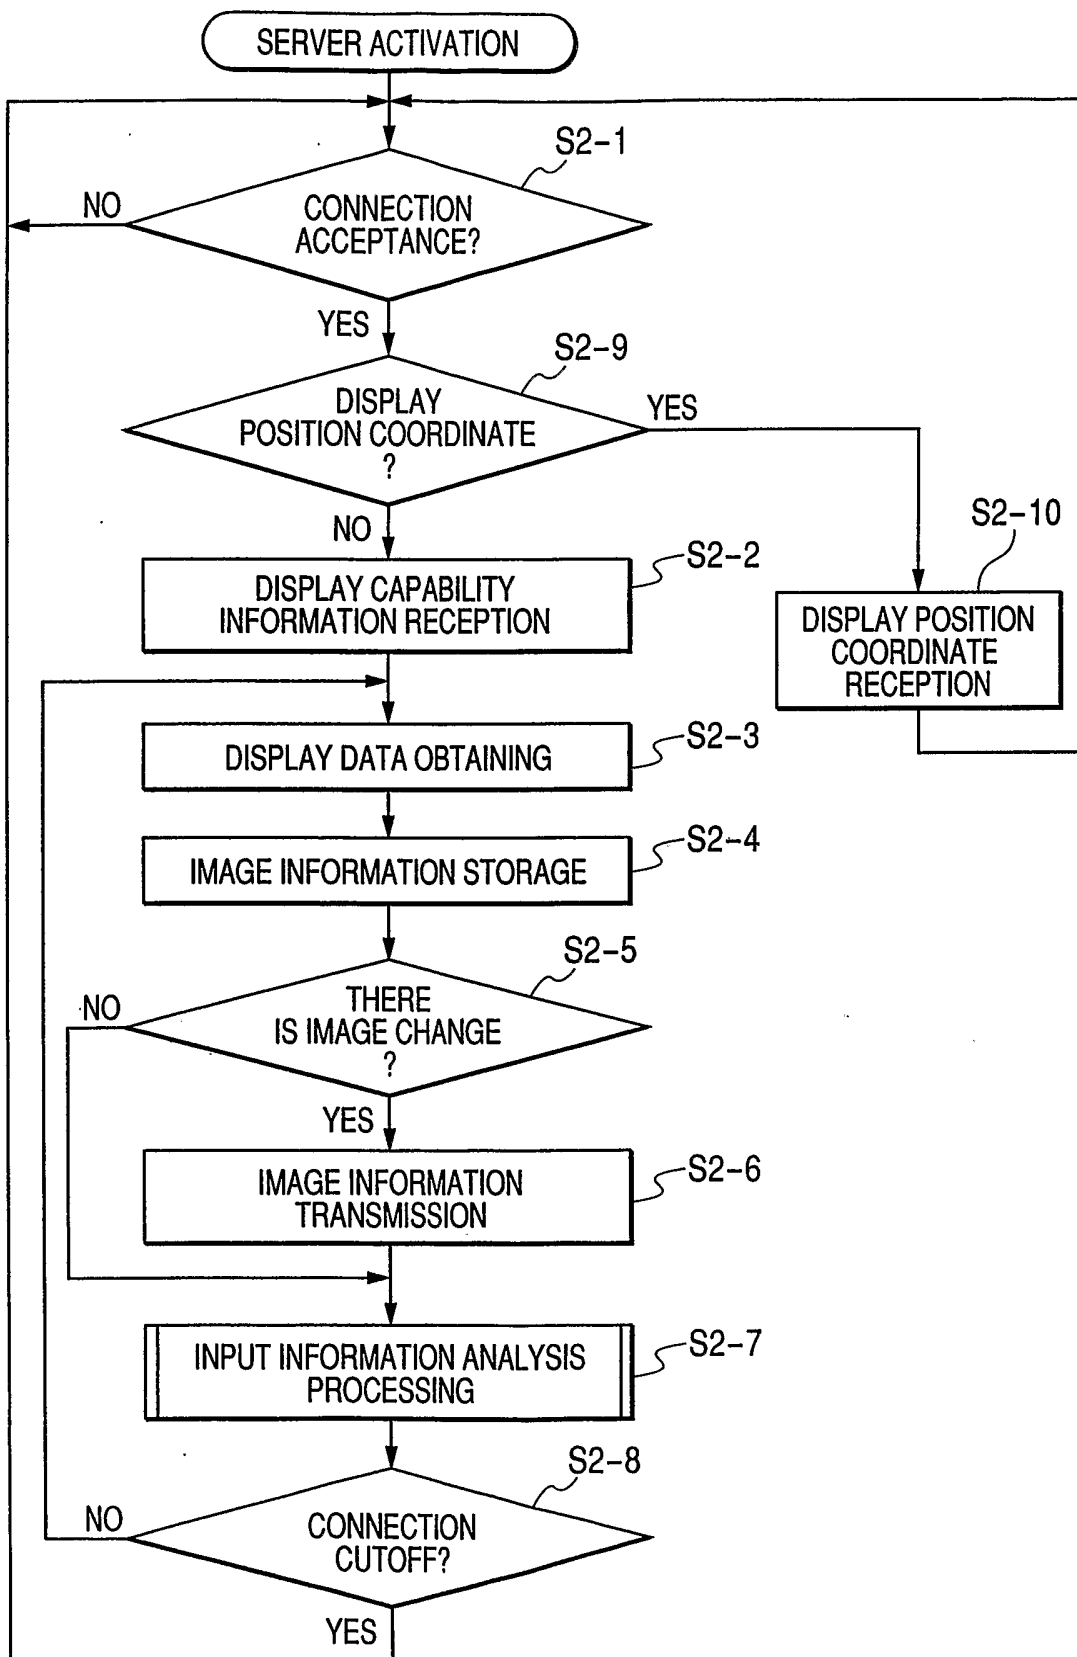 SERVER ACTIVATION
S2-1
NO
CONNECTION
ACCEPTANCE?
YES
S2-9
DISPLAY
POSITION COORDINATE
?
YES
NO
S2-10
S2-2
DISPLAY CAPABILITY
INFORMATION RECEPTION
DISPLAY POSITION
COORDINATE
RECEPTION
S2-3
DISPLAY DATA OBTAINING
S2-4
IMAGE INFORMATION STORAGE
S2-5
NO
THERE
IS IMAGE CHANGE
?
YES
S2-6
IMAGE INFORMATION
TRANSMISSION
S2-7
INPUT INFORMATION ANALYSIS
PROCESSING
S2-8
NO
CONNECTION
CUTOFF?
YES